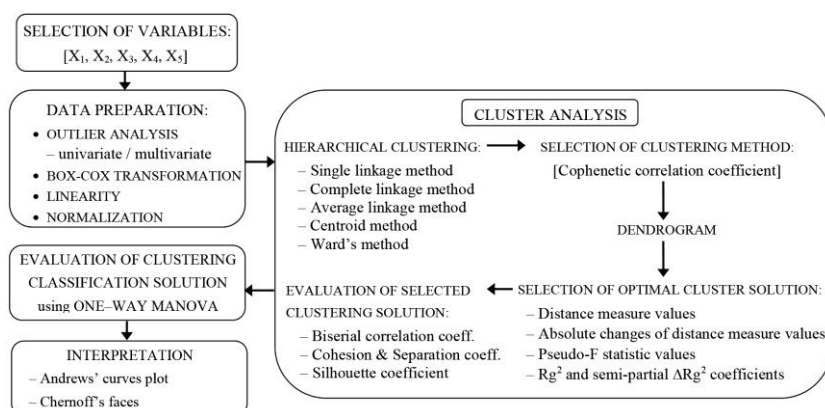 SELECTION OF VARIABLES:
[X₁, X₂, X₃, X₄, X₅]
DATA PREPARATION:
• OUTLIER ANALYSIS
– univariate / multivariate
• BOX-COX TRANSFORMATION
• LINEARITY
• NORMALIZATION
CLUSTER ANALYSIS
HIERARCHICAL CLUSTERING:
– Single linkage method
– Complete linkage method
– Average linkage method
– Centroid method
– Ward's method
SELECTION OF CLUSTERING METHOD:
[Cophenetic correlation coefficient]
DENDROGRAM
SELECTION OF OPTIMAL CLUSTER SOLUTION:
– Distance measure values
– Absolute changes of distance measure values
– Pseudo-F statistic values
– Rg² and semi-partial ΔRg² coefficients
EVALUATION OF SELECTED
CLUSTERING SOLUTION:
– Biserial correlation coeff.
– Cohesion & Separation coeff.
– Silhouette coefficient
EVALUATION OF CLUSTERING
CLASSIFICATION SOLUTION
using ONE–WAY MANOVA
INTERPRETATION
– Andrews' curves plot
– Chernoff's faces